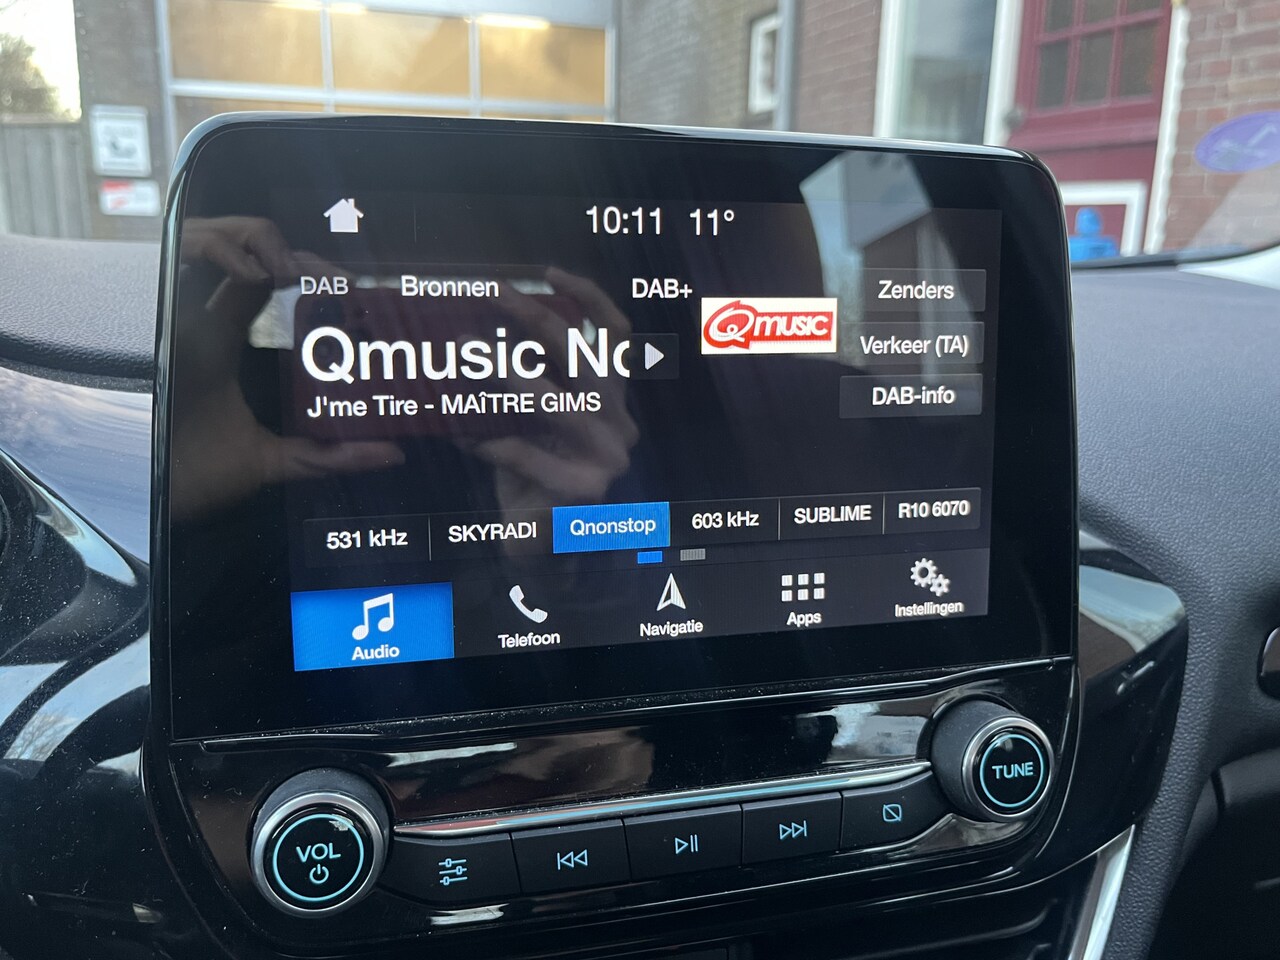 10:11 11°
DAB Bronnen DAB+ Zenders
Qmusic No
Qmusic
Verkeer (TA)
J'me Tire - MAîTRE GIMS
DAB-info
531 kHz SKYRADI Qnonstop 603 kHz SUBLIME R10 6070
Audio Telefoon Navigatie Apps Instellingen
VOL
TUNE